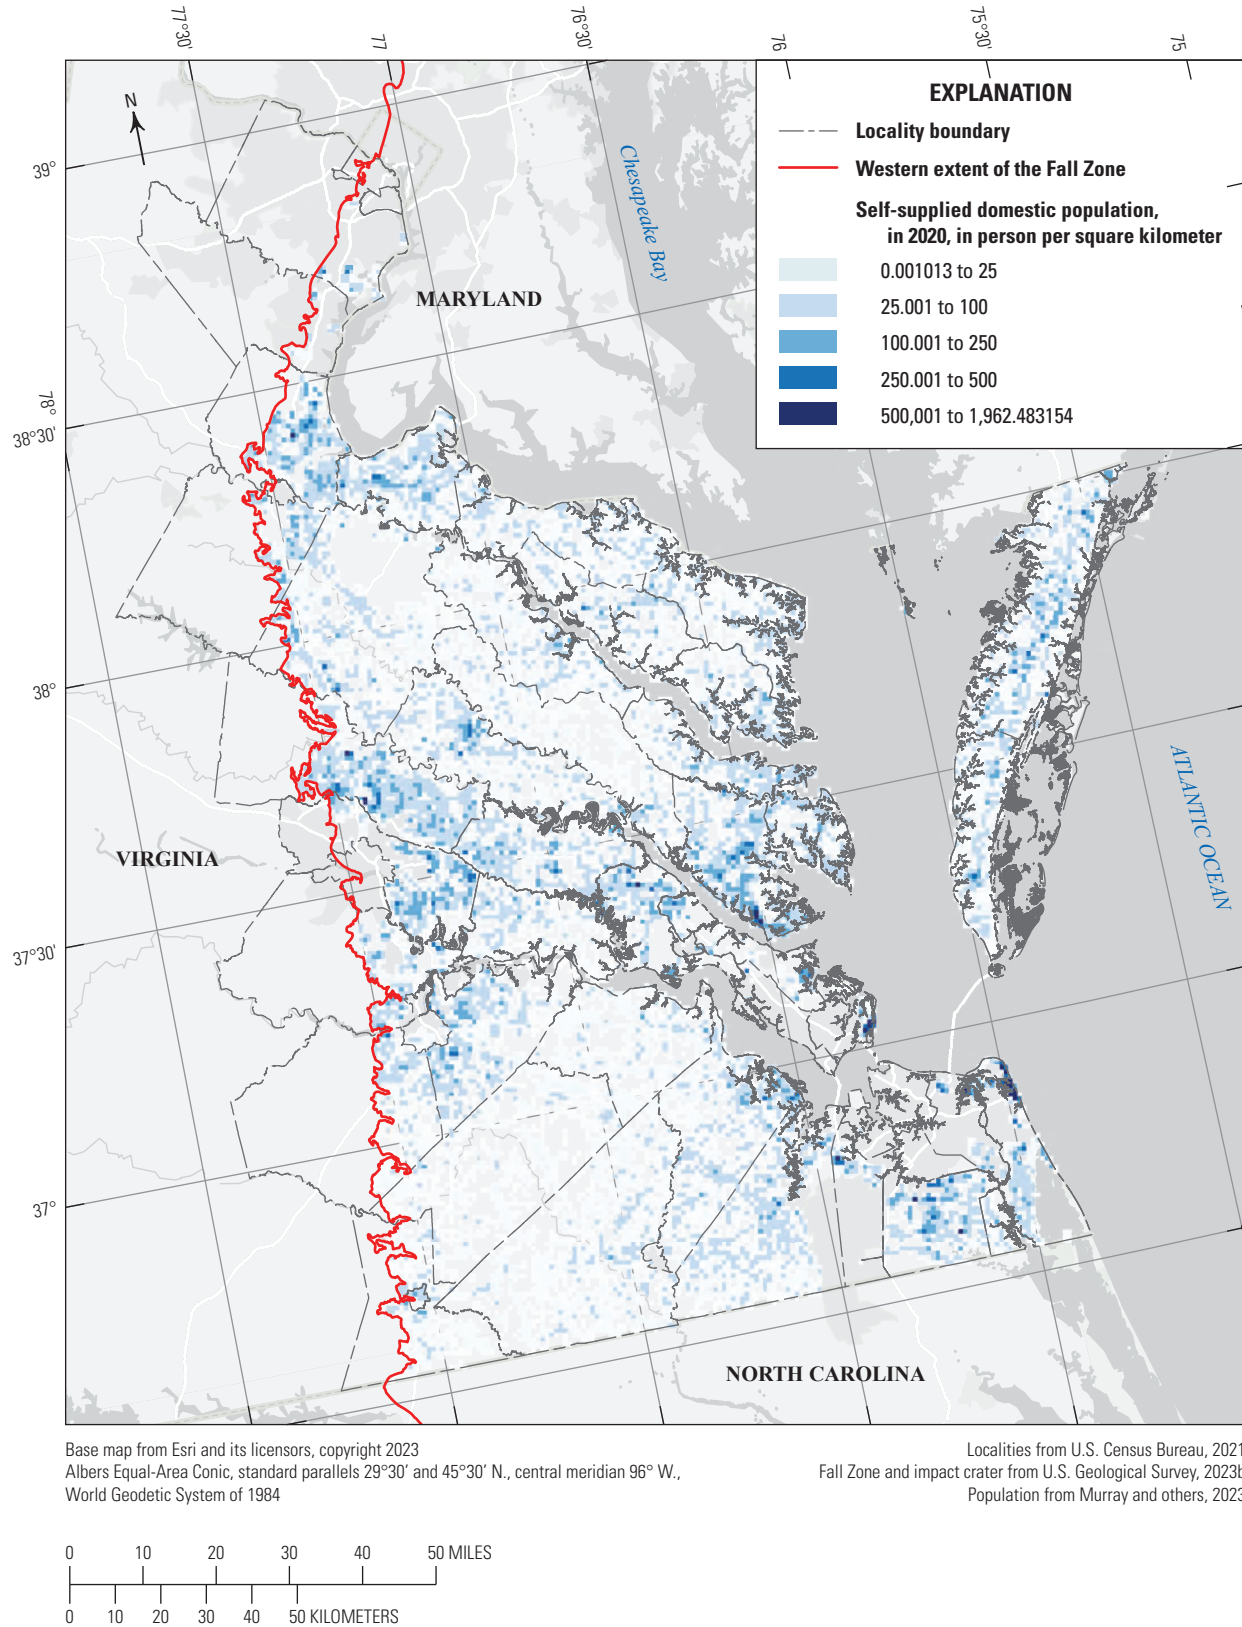 77°30'
77
76°30'
76
75°30'
75
39°
78°
38°30'
38°
37°30'
37°
N
Chesapeake Bay
MARYLAND
VIRGINIA
NORTH CAROLINA
ATLANTIC OCEAN
EXPLANATION
Locality boundary
Western extent of the Fall Zone
Self-supplied domestic population,
in 2020, in person per square kilometer
0.001013 to 25
25.001 to 100
100.001 to 250
250.001 to 500
500,001 to 1,962.483154
Base map from Esri and its licensors, copyright 2023
Albers Equal-Area Conic, standard parallels 29°30' and 45°30' N., central meridian 96° W.,
World Geodetic System of 1984
Localities from U.S. Census Bureau, 2021
Fall Zone and impact crater from U.S. Geological Survey, 2023b
Population from Murray and others, 2023
0 10 20 30 40 50 MILES
0 10 20 30 40 50 KILOMETERS